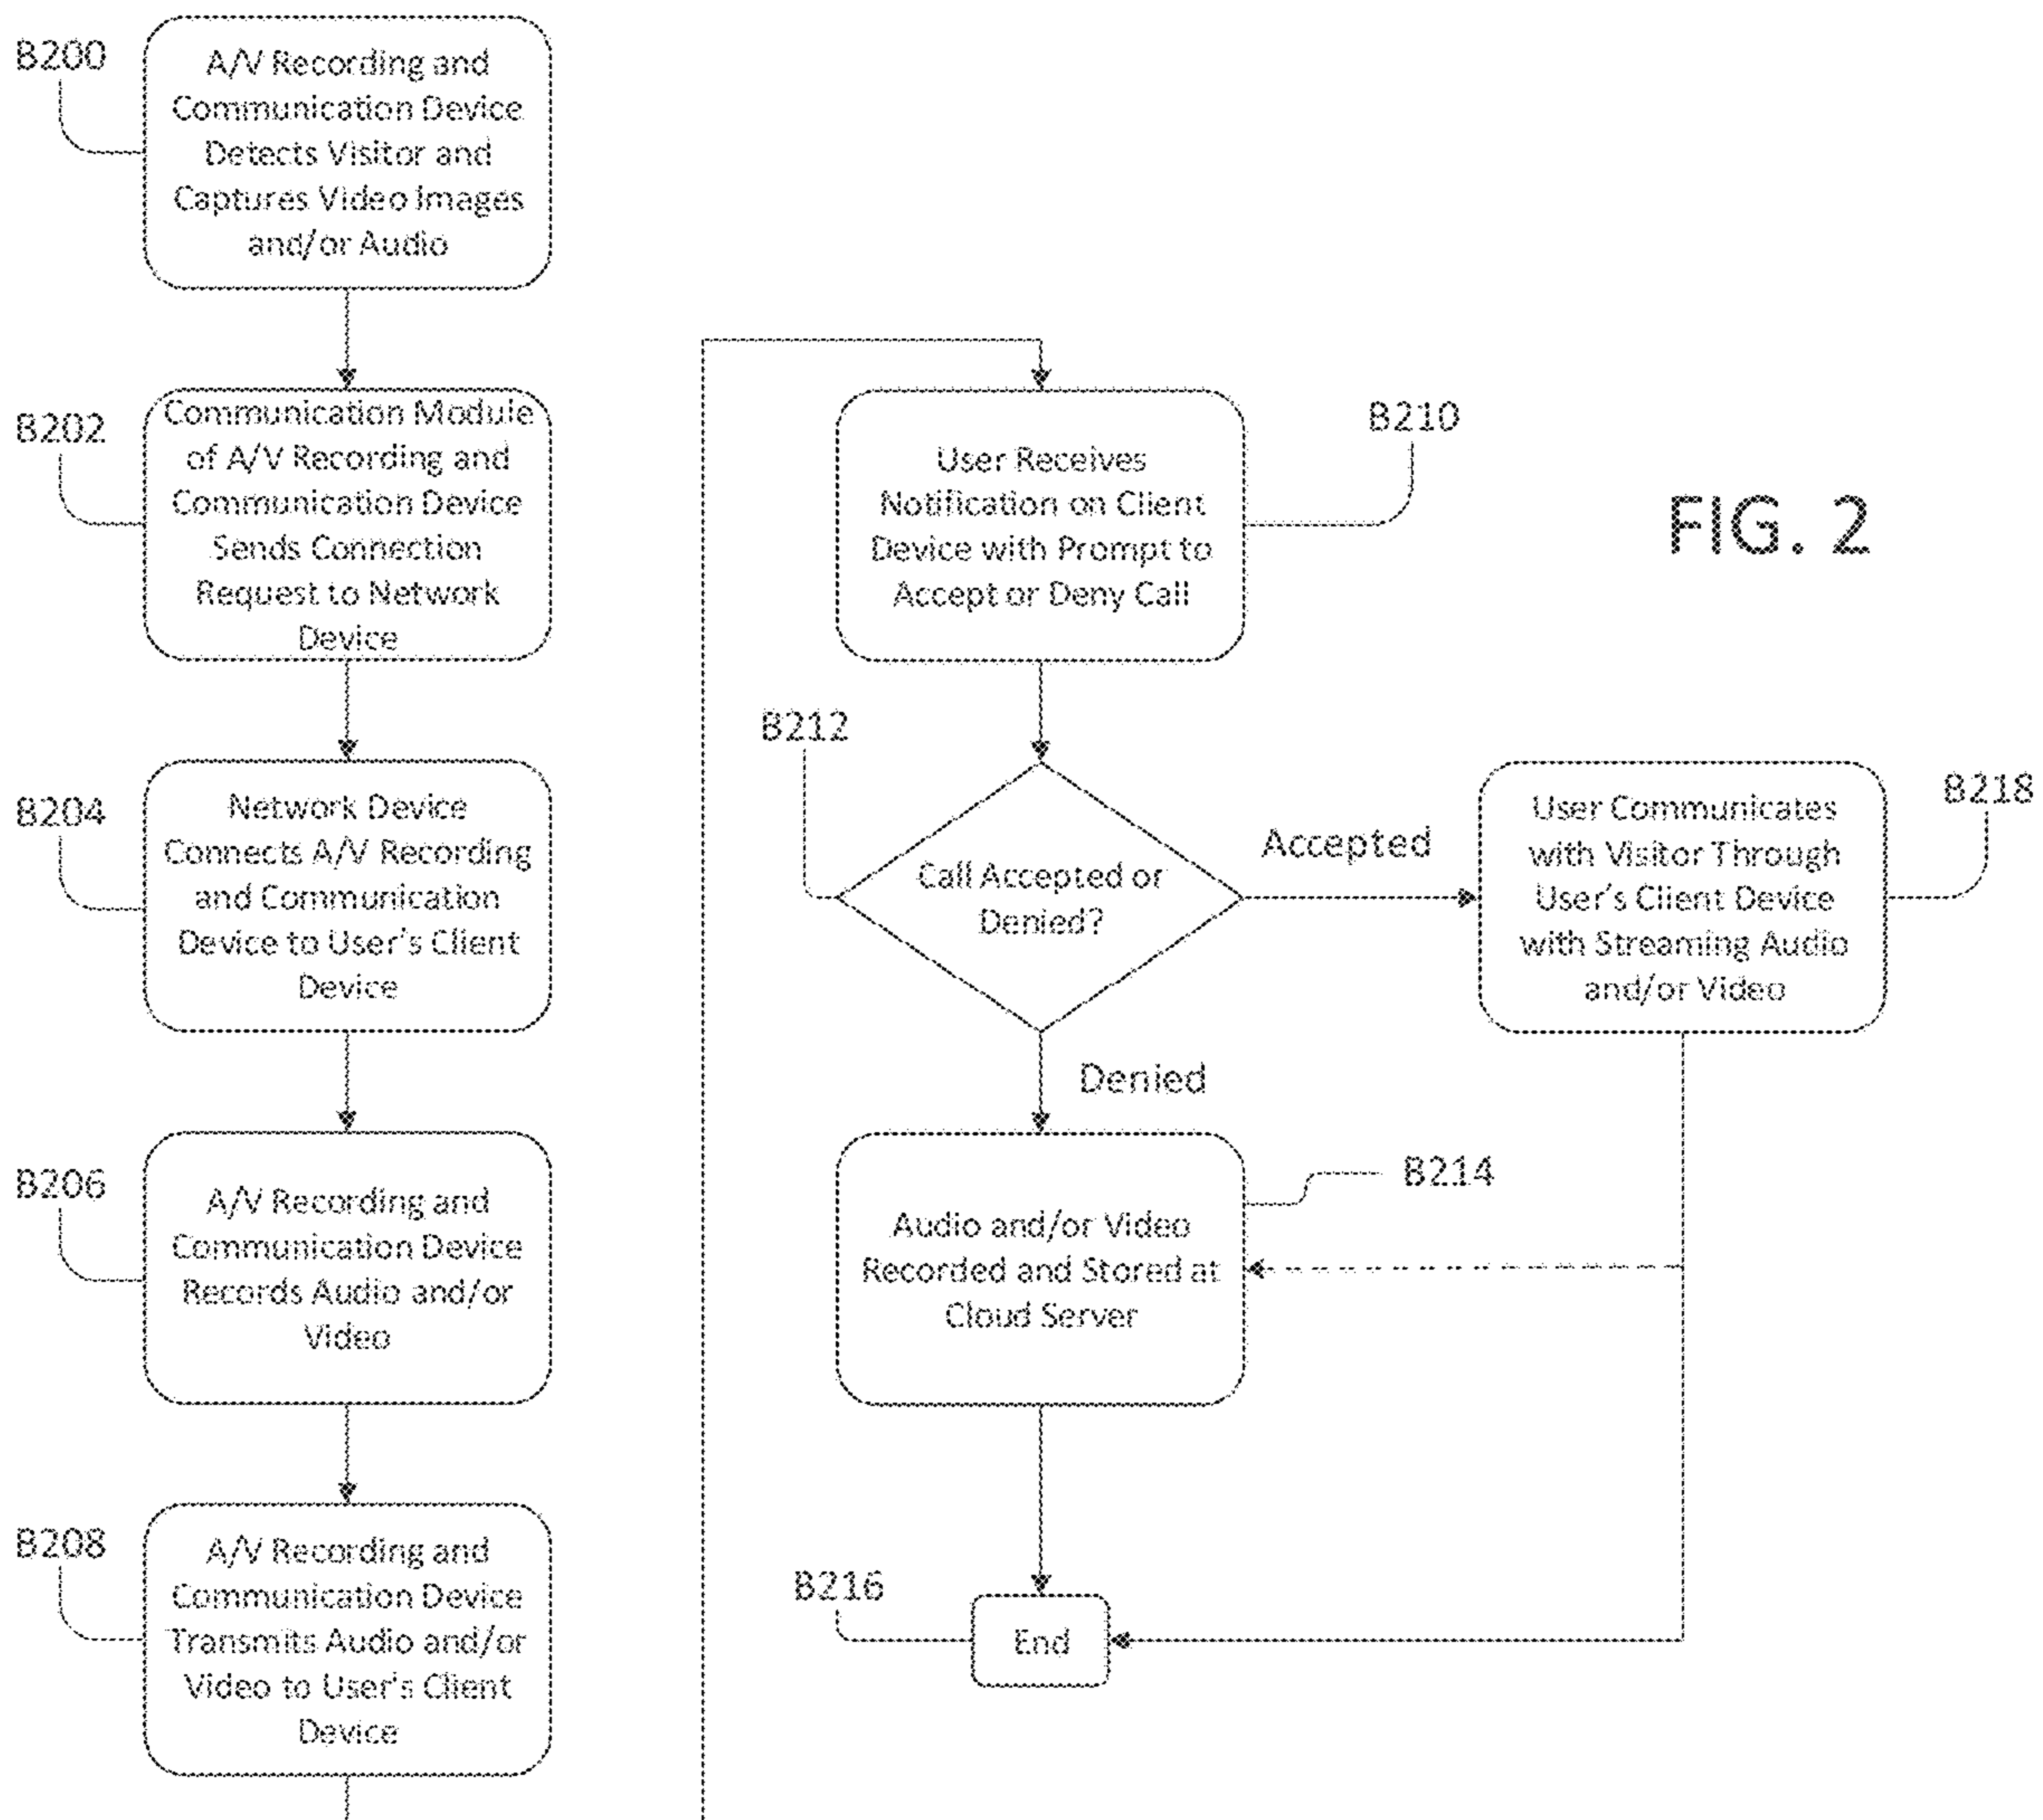 B200
A/V Recording and
Communication Device
Detects Visitor and
Captures Video Images
and/or Audio
B202
Communication Module
of A/V Recording and
Communication Device
Sends Connection
Request to Network
Device
B204
Network Device
Connects A/V Recording
and Communication
Device to User's Client
Device
B206
A/V Recording and
Communication Device
Records Audio and/or
Video
B208
A/V Recording and
Communication Device
Transmits Audio and/or
Video to User's Client
Device
B210
User Receives
Notification on Client
Device with Prompt to
Accept or Deny Call
FIG. 2
B212
Call Accepted or
Denied?
Accepted
B218
User Communicates
with Visitor Through
User's Client Device
with Streaming Audio
and/or Video
Denied
B214
Audio and/or Video
Recorded and Stored at
Cloud Server
B216
End